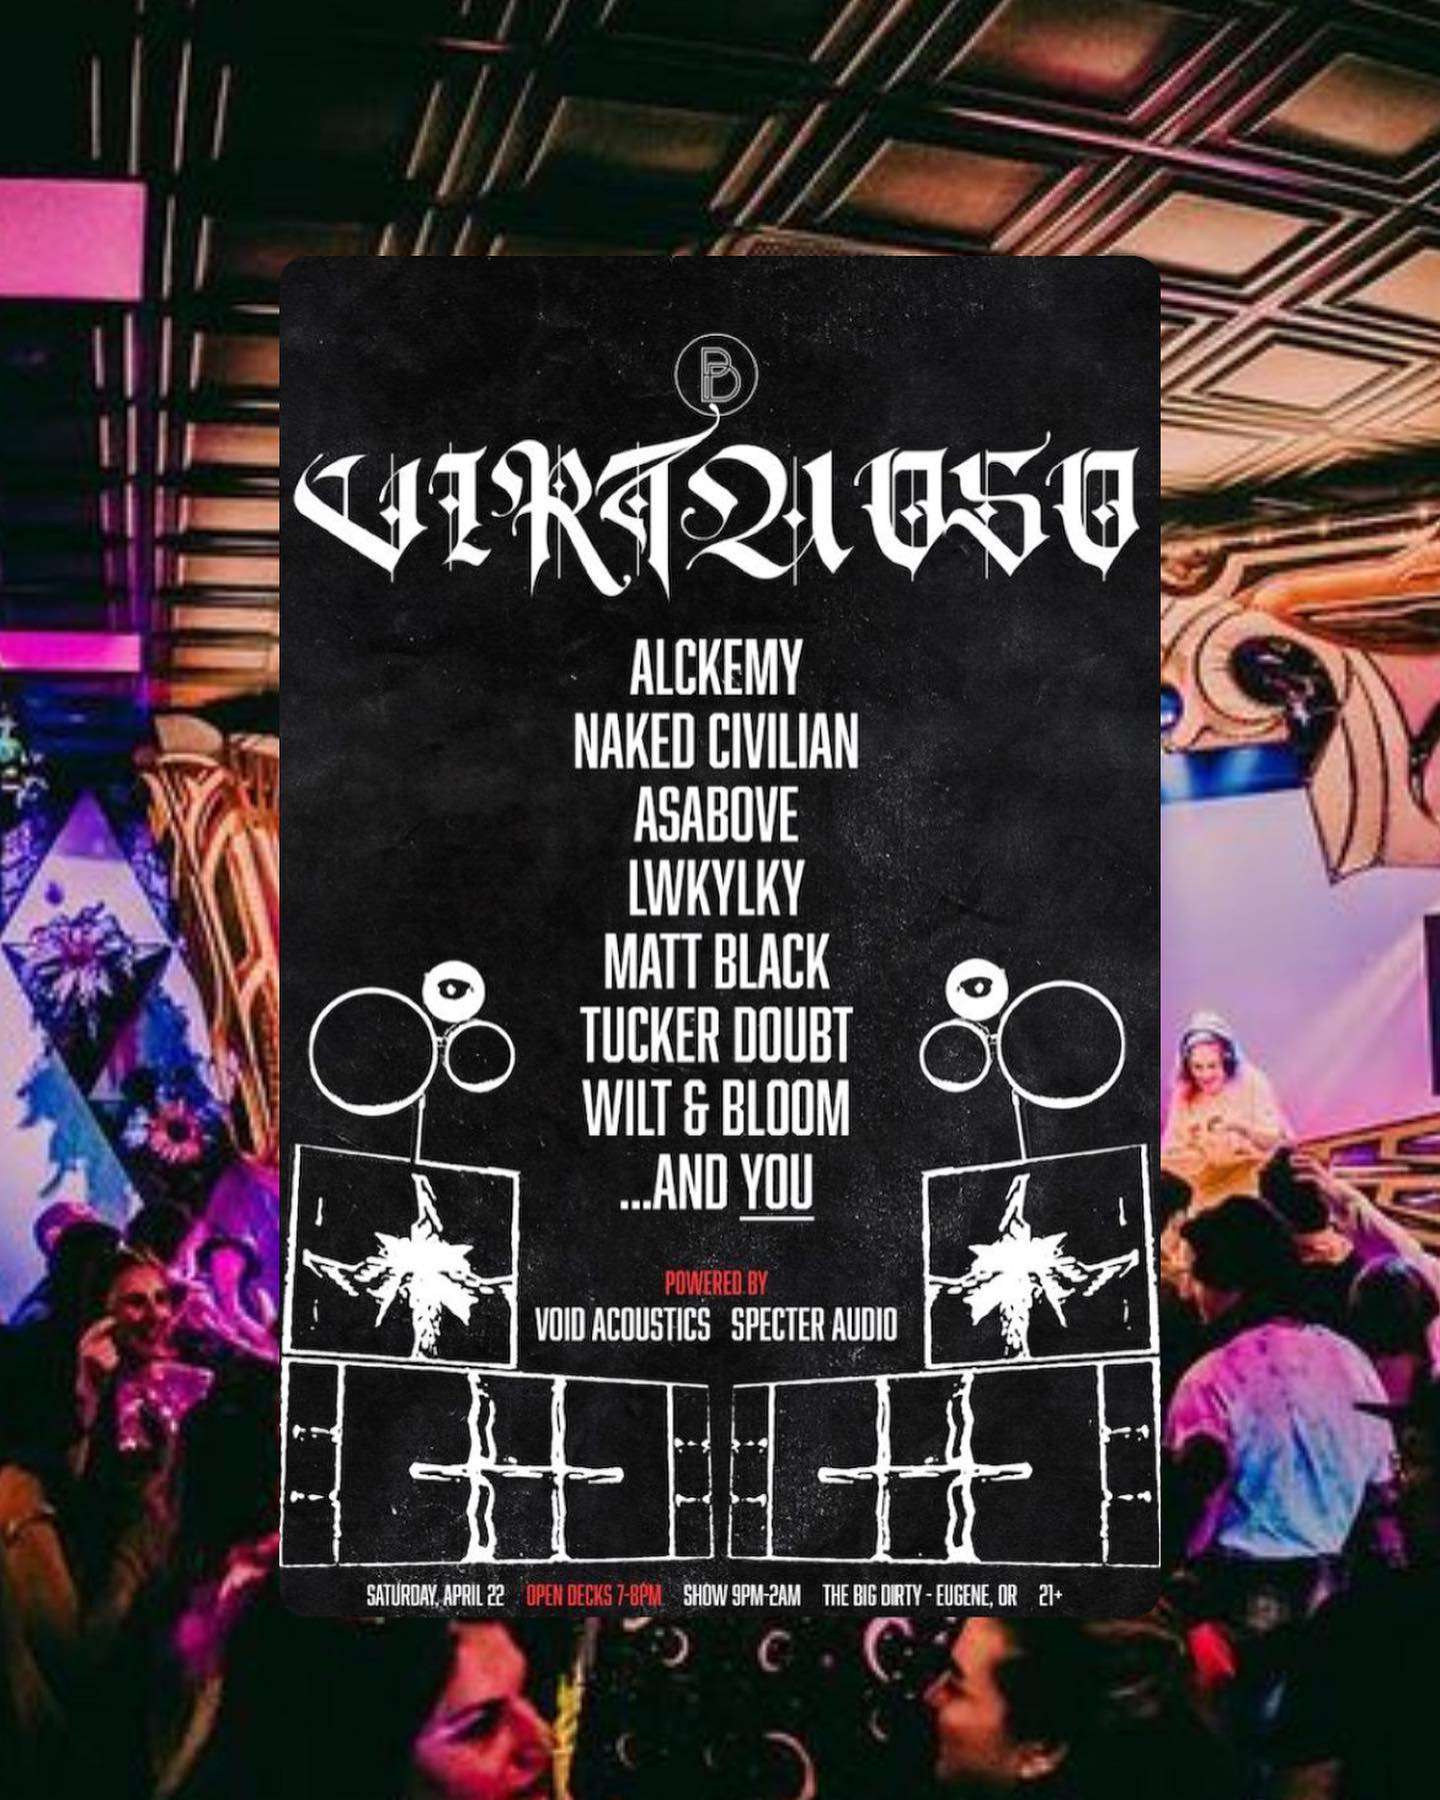 PB
VIRTUOSO
ALCKEMY
NAKED CIVILIAN
ASABOVE
LWKYLKY
MATT BLACK
TUCKER DOUBT
WILT & BLOOM
...AND YOU
POWERED BY
VOID ACOUSTICS SPECTER AUDIO
SATURDAY, APRIL 22 OPEN DECKS 7-8PM SHOW 9PM-2AM THE BIG DIRTY - EUGENE, OR 21+